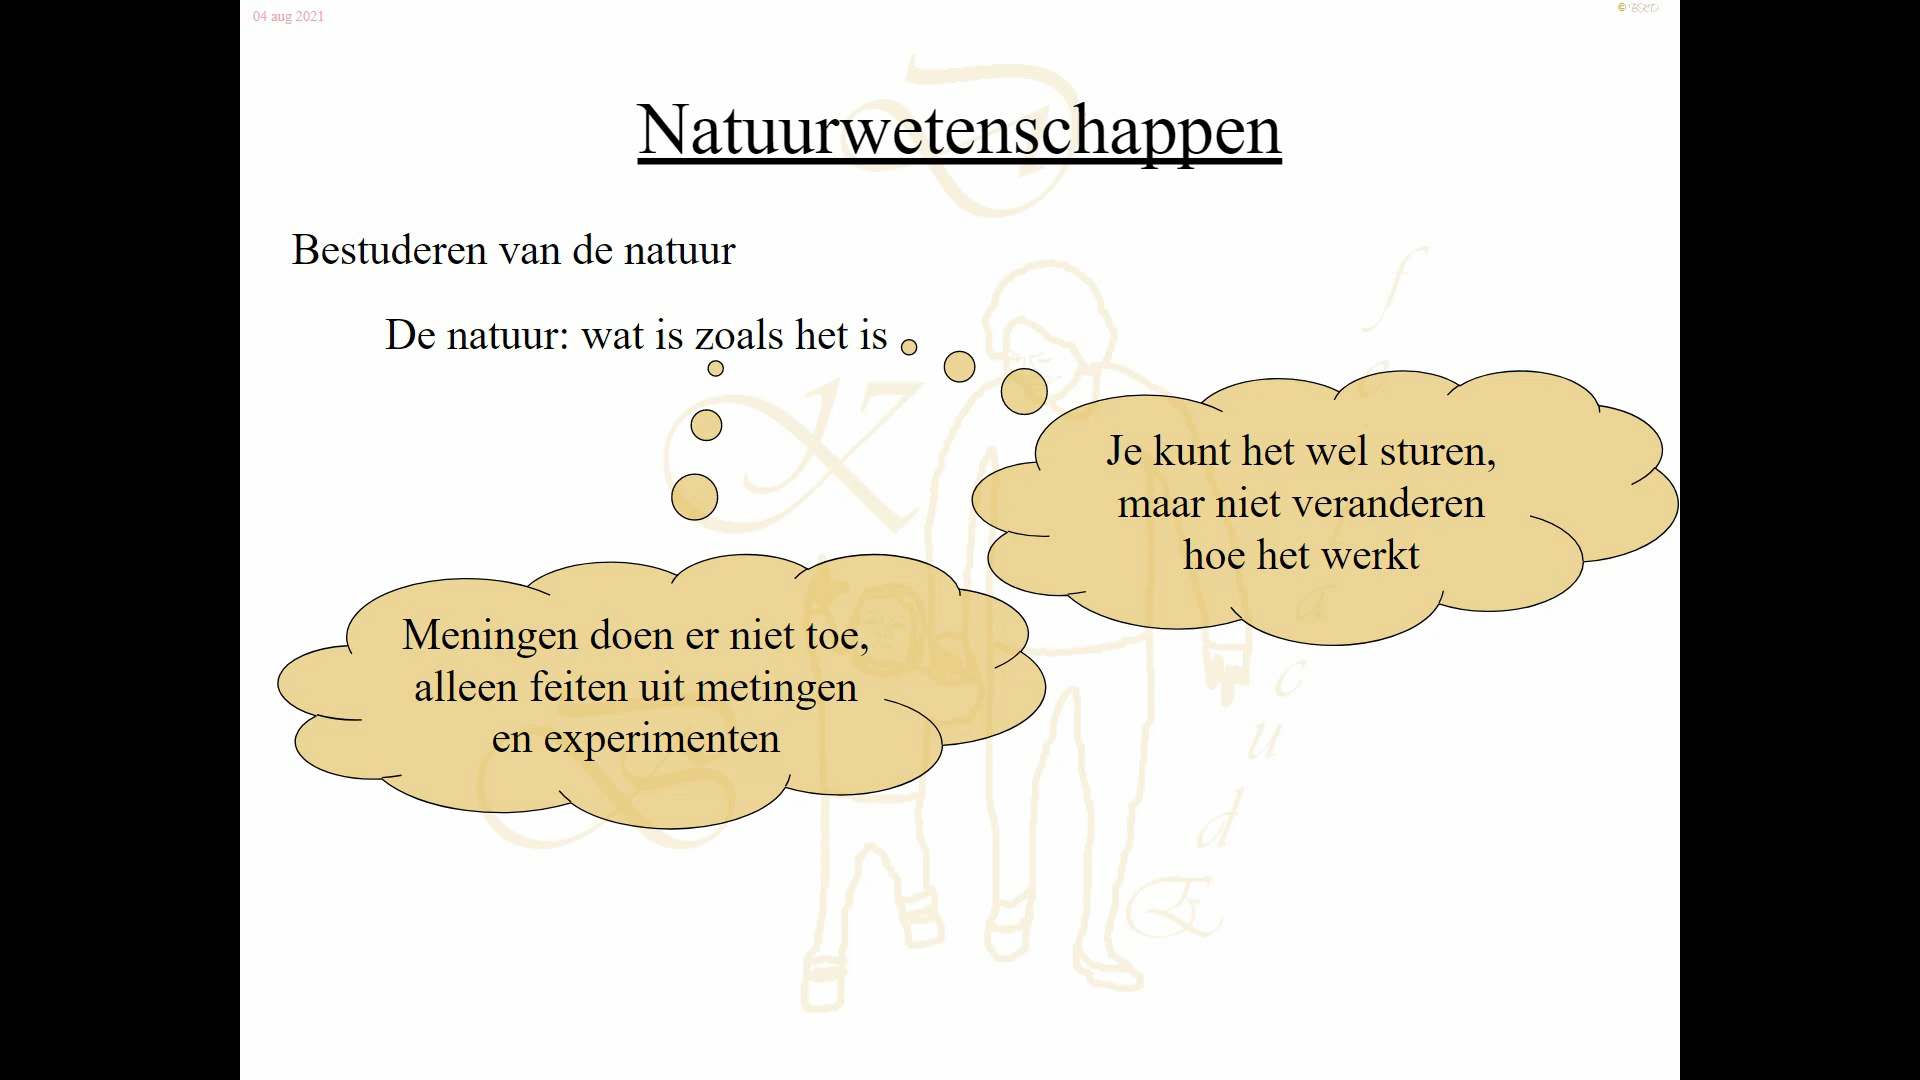 04 aug 2021
© BKD
Natuurwetenschappen
Bestuderen van de natuur
De natuur: wat is zoals het is
Je kunt het wel sturen,
maar niet veranderen
hoe het werkt
Meningen doen er niet toe,
alleen feiten uit metingen
en experimenten